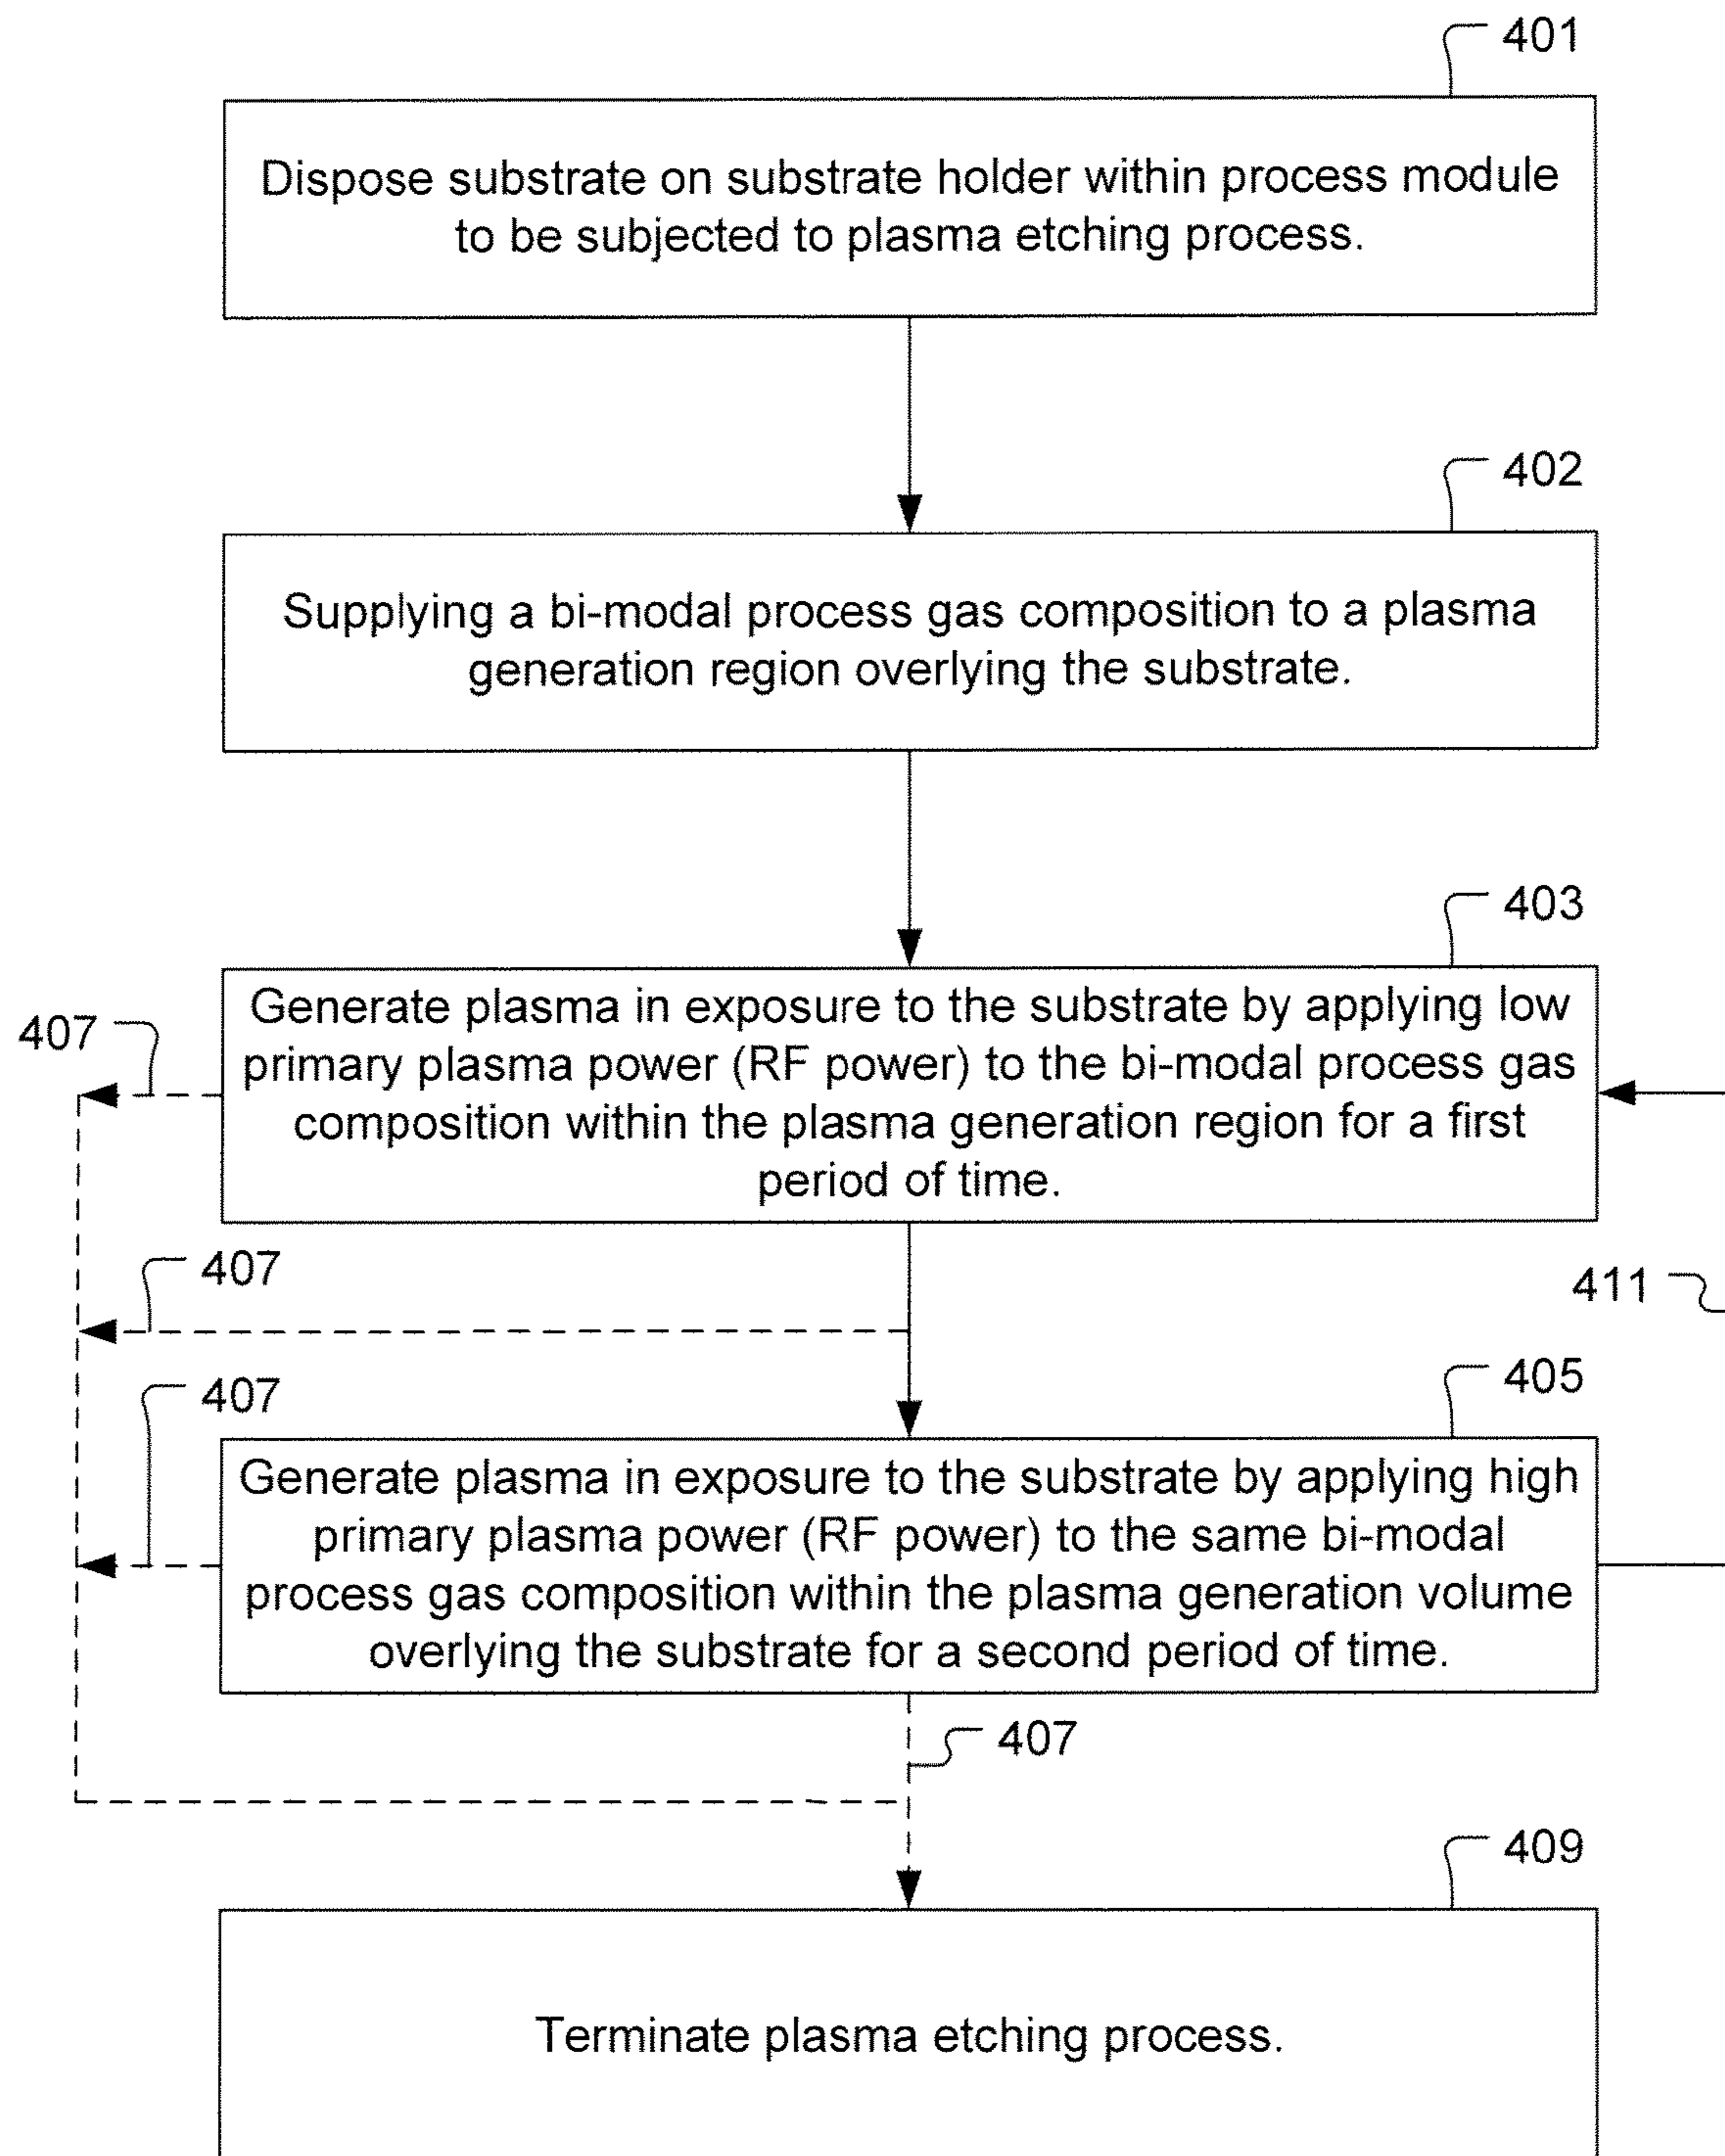 401
Dispose substrate on substrate holder within process module
to be subjected to plasma etching process.
402
Supplying a bi-modal process gas composition to a plasma
generation region overlying the substrate.
403
407
Generate plasma in exposure to the substrate by applying low
primary plasma power (RF power) to the bi-modal process gas
composition within the plasma generation region for a first
period of time.
407
411
407
405
Generate plasma in exposure to the substrate by applying high
primary plasma power (RF power) to the same bi-modal
process gas composition within the plasma generation volume
overlying the substrate for a second period of time.
407
409
Terminate plasma etching process.